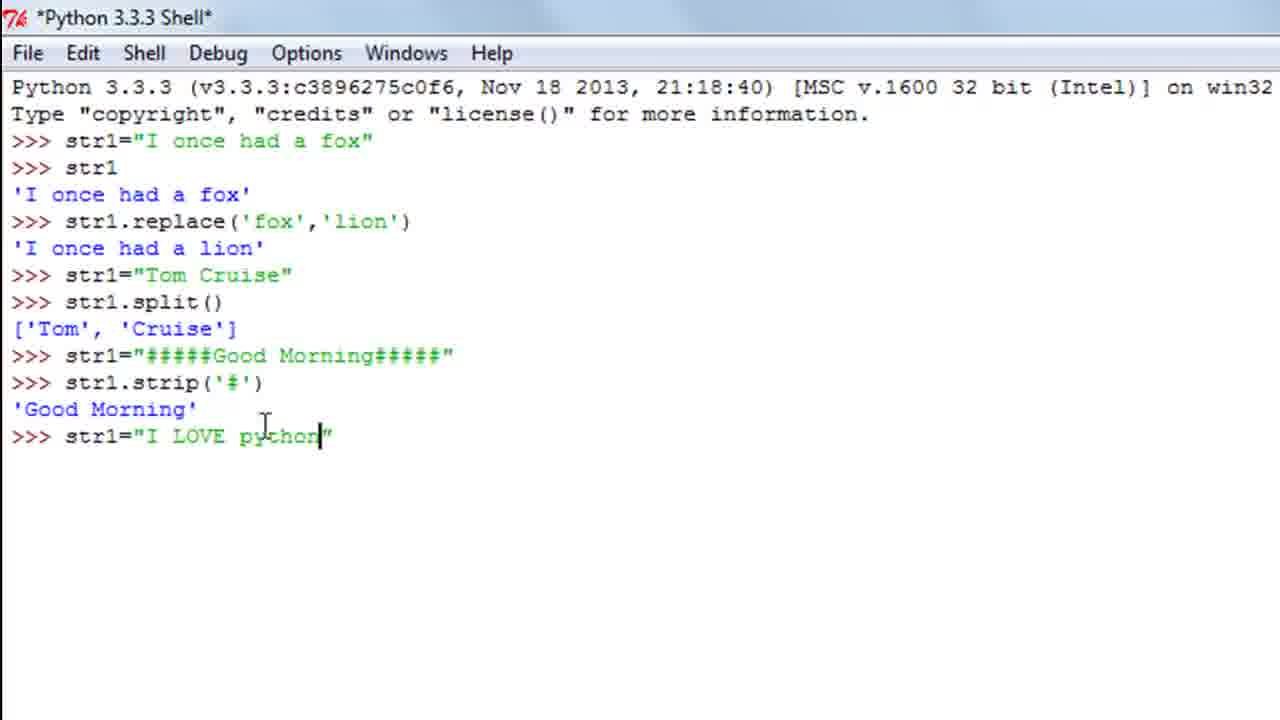 *Python 3.3.3 Shell*
File Edit Shell Debug Options Windows Help
Python 3.3.3 (v3.3.3:c3896275c0f6, Nov 18 2013, 21:18:40) [MSC v.1600 32 bit (Intel)] on win32
Type "copyright", "credits" or "license()" for more information.
>>> str1="I once had a fox"
>>> str1
'I once had a fox'
>>> str1.replace('fox','lion')
'I once had a lion'
>>> str1="Tom Cruise"
>>> str1.split()
['Tom', 'Cruise']
>>> str1="#####Good Morning#####"
>>> str1.strip('#')
'Good Morning'
>>> str1="I LOVE python"